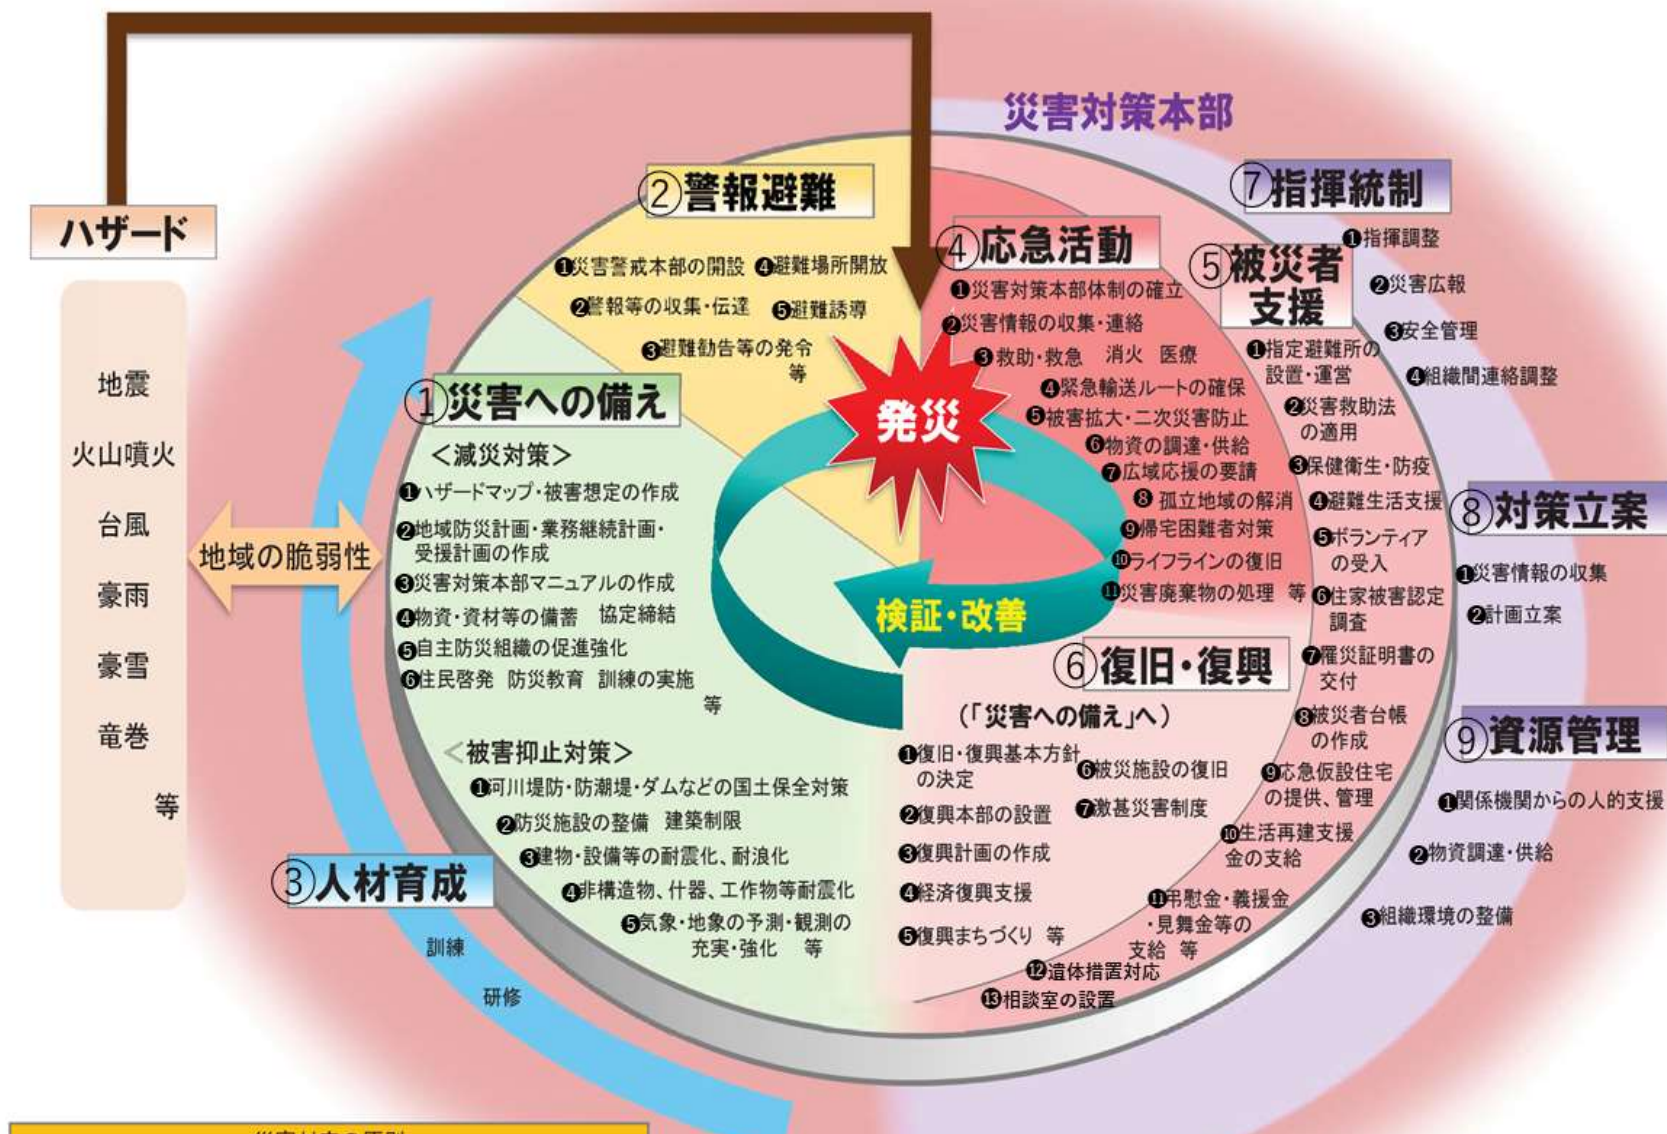 災害対策本部
ハザード
地震
火山噴火
台風
豪雨
豪雪
竜巻
等
地域の脆弱性
①災害への備え
＜減災対策＞
❶ハザードマップ・被害想定の作成
❷地域防災計画・業務継続計画・
受援計画の作成
❸災害対策本部マニュアルの作成
❹物資・資材等の備蓄　協定締結
❺自主防災組織の促進強化
❻住民啓発　防災教育　訓練の実施
等
＜被害抑止対策＞
❶河川堤防・防潮堤・ダムなどの国土保全対策
❷防災施設の整備　建築制限
❸建物・設備等の耐震化、耐浪化
❹非構造物、什器、工作物等耐震化
❺気象・地象の予測・観測の
充実・強化　等
②警報避難
❶災害警戒本部の開設
❷警報等の収集・伝達
❸避難勧告等の発令
❹避難場所開放
❺避難誘導
等
③人材育成
訓練
研修
発災
検証・改善
④応急活動
❶災害対策本部体制の確立
❷災害情報の収集・連絡
❸救助・救急　消火　医療
❹緊急輸送ルートの確保
❺被害拡大・二次災害防止
❻物資の調達・供給
❼広域応援の要請
❽孤立地域の解消
❾帰宅困難者対策
❿ライフラインの復旧
⓫災害廃棄物の処理　等
⑤被災者
支援
❶指定避難所の
設置・運営
❷災害救助法
の適用
❸保健衛生・防疫
❹避難生活支援
❺ボランティア
の受入
❻住家被害認定
調査
❼罹災証明書の
交付
❽被災者台帳
の作成
❾応急仮設住宅
の提供、管理
❿生活再建支援
金の支給
⓫弔慰金・義援金
・見舞金等の
支給　等
⓬遺体措置対応
⓭相談室の設置
⑥復旧・復興
（「災害への備え」へ）
❶復旧・復興基本方針
の決定
❷復興本部の設置
❸復興計画の作成
❹経済復興支援
❺復興まちづくり　等
❻被災施設の復旧
❼激甚災害制度
⑦指揮統制
❶指揮調整
❷災害広報
❸安全管理
❹組織間連絡調整
⑧対策立案
❶災害情報の収集
❷計画立案
⑨資源管理
❶関係機関からの人的支援
❷物資調達・供給
❸組織環境の整備